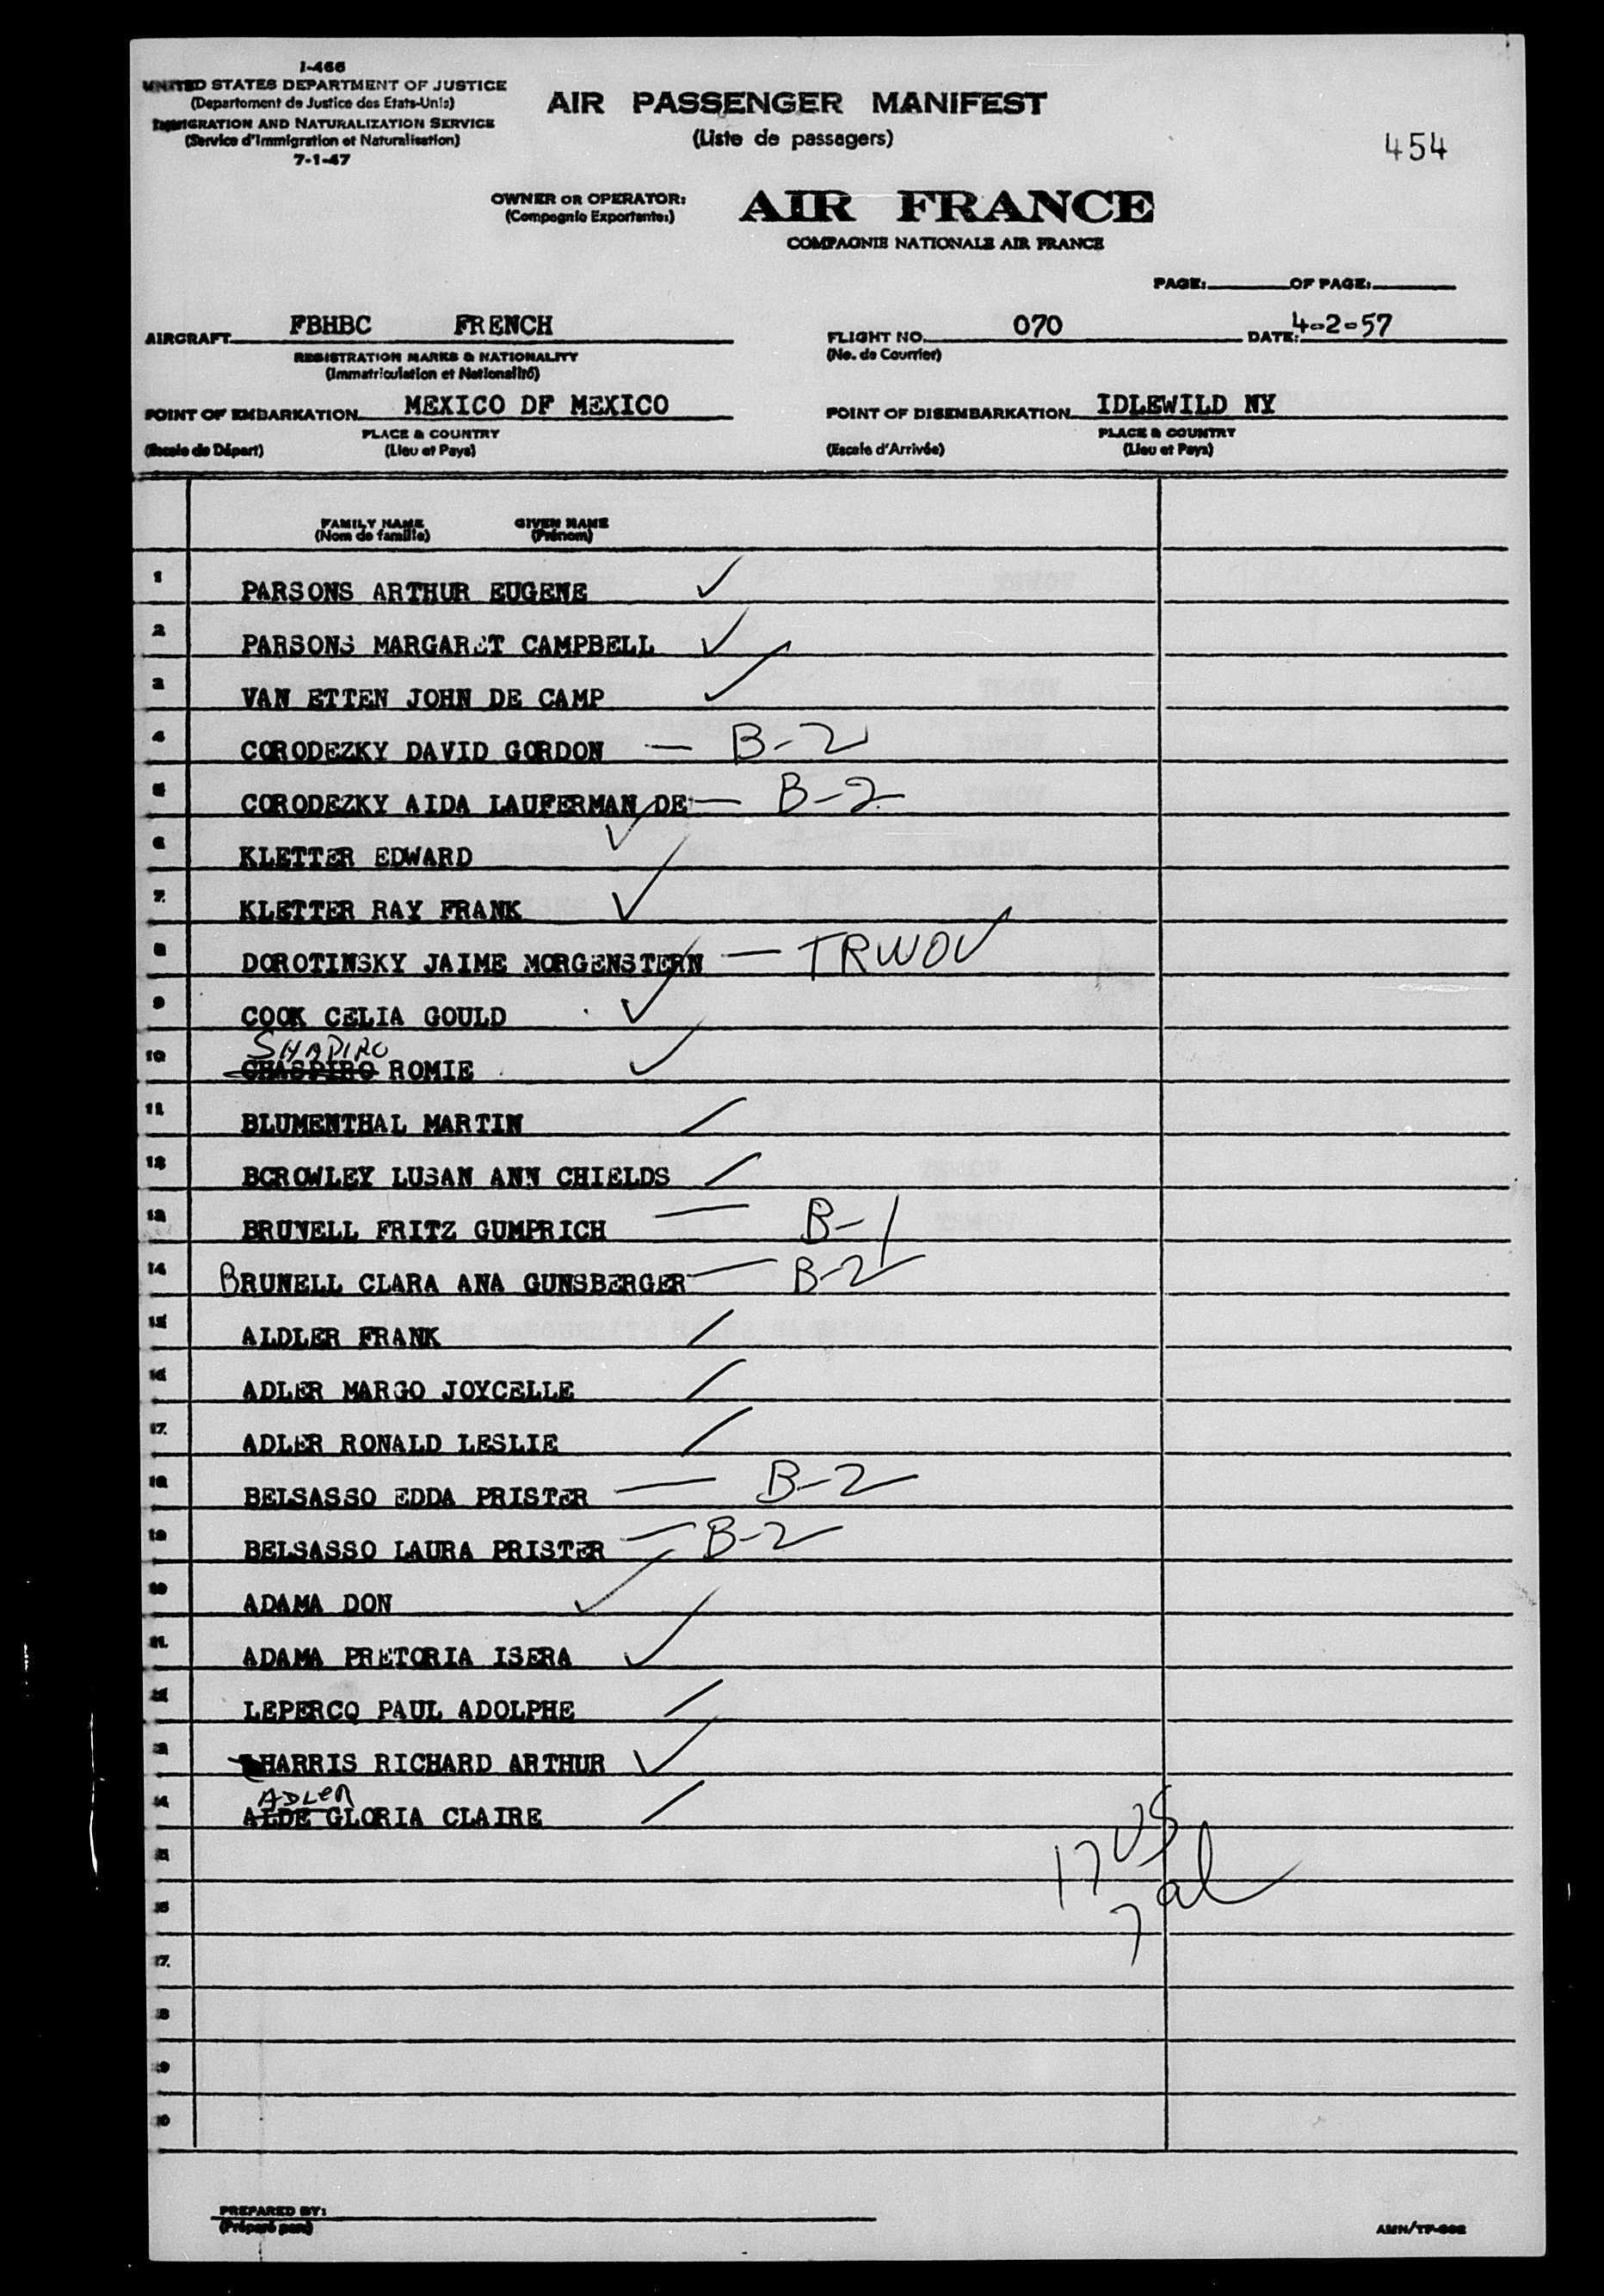 I-466
UNITED STATES DEPARTMENT OF JUSTICE
(Departement de Justice des Etats-Unis)
IMMIGRATION AND NATURALIZATION SERVICE
(Service d'Immigration et Naturalisation)
7-1-47
AIR PASSENGER MANIFEST
(Liste de passagers)
454
OWNER OR OPERATOR:
(Compagnie Exportante:)
AIR FRANCE
COMPAGNIE NATIONALE AIR FRANCE
PAGE: OF PAGE:
AIRCRAFT FBHBC FRENCH
REGISTRATION MARKS & NATIONALITY
(Immatriculation et Nationalité)
FLIGHT NO. 070 DATE: 4-2-57
(No. de Courrier)
POINT OF EMBARKATION MEXICO DF MEXICO
PLACE & COUNTRY
(Escale de Départ) (Lieu et Pays)
POINT OF DISEMBARKATION IDLEWILD NY
PLACE & COUNTRY
(Escale d'Arrivée) (Lieu et Pays)
FAMILY NAME GIVEN NAME
(Nom de famille) (Prénom)
1 PARSONS ARTHUR EUGENE ✓
2 PARSONS MARGARET CAMPBELL ✓
3 VAN ETTEN JOHN DE CAMP ✓
4 CORODEZKY DAVID GORDON — B-2
5 CORODEZKY AIDA LAUFERMAN DE — B-2
6 KLETTER EDWARD ✓
7. KLETTER RAY FRANK ✓
8 DOROTINSKY JAIME MORGENSTERN — TRWOV
9 COOK CELIA GOULD ✓
SHAPIRO
10 CHASPIRO ROMIE ✓
11 BLUMENTHAL MARTIN /
12 BCROWLEY LUSAN ANN CHIELDS /
13 BRUNELL FRITZ GUMPRICH — B-1
14 BRUNELL CLARA ANA GUNSBERGER — B-2
15 ALDLER FRANK /
16 ADLER MARGO JOYCELLE /
17. ADLER RONALD LESLIE /
18 BELSASSO EDDA PRISTER — B-2
19 BELSASSO LAURA PRISTER — B-2
20 ADAMA DON ✓
21. ADAMA PRETORIA ISERA ✓
22 LEPERCQ PAUL ADOLPHE /
23 HARRIS RICHARD ARTHUR ✓
ADLER
24 ALDE GLORIA CLAIRE /
25
17 US
26
7 al
27.
28
29
30
PREPARED BY:
(Préparé par:)